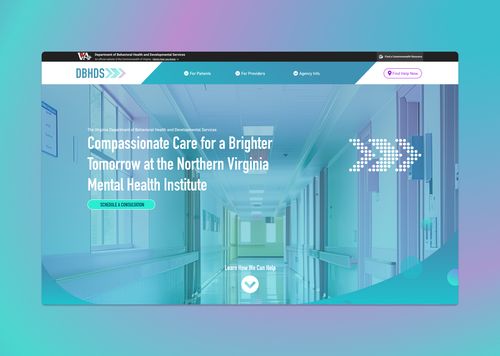 Department of Behavioral Health and Developmental Services
An official website of the Commonwealth of Virginia Here's how you know
Find a Commonwealth Resource
DBHDS
For Patients
For Providers
Agency Info
Find Help Now
The Virginia Department of Behavioral Health and Developmental Services
Compassionate Care for a Brighter
Tomorrow at the Northern Virginia
Mental Health Institute
SCHEDULE A CONSULTATION
Learn How We Can Help